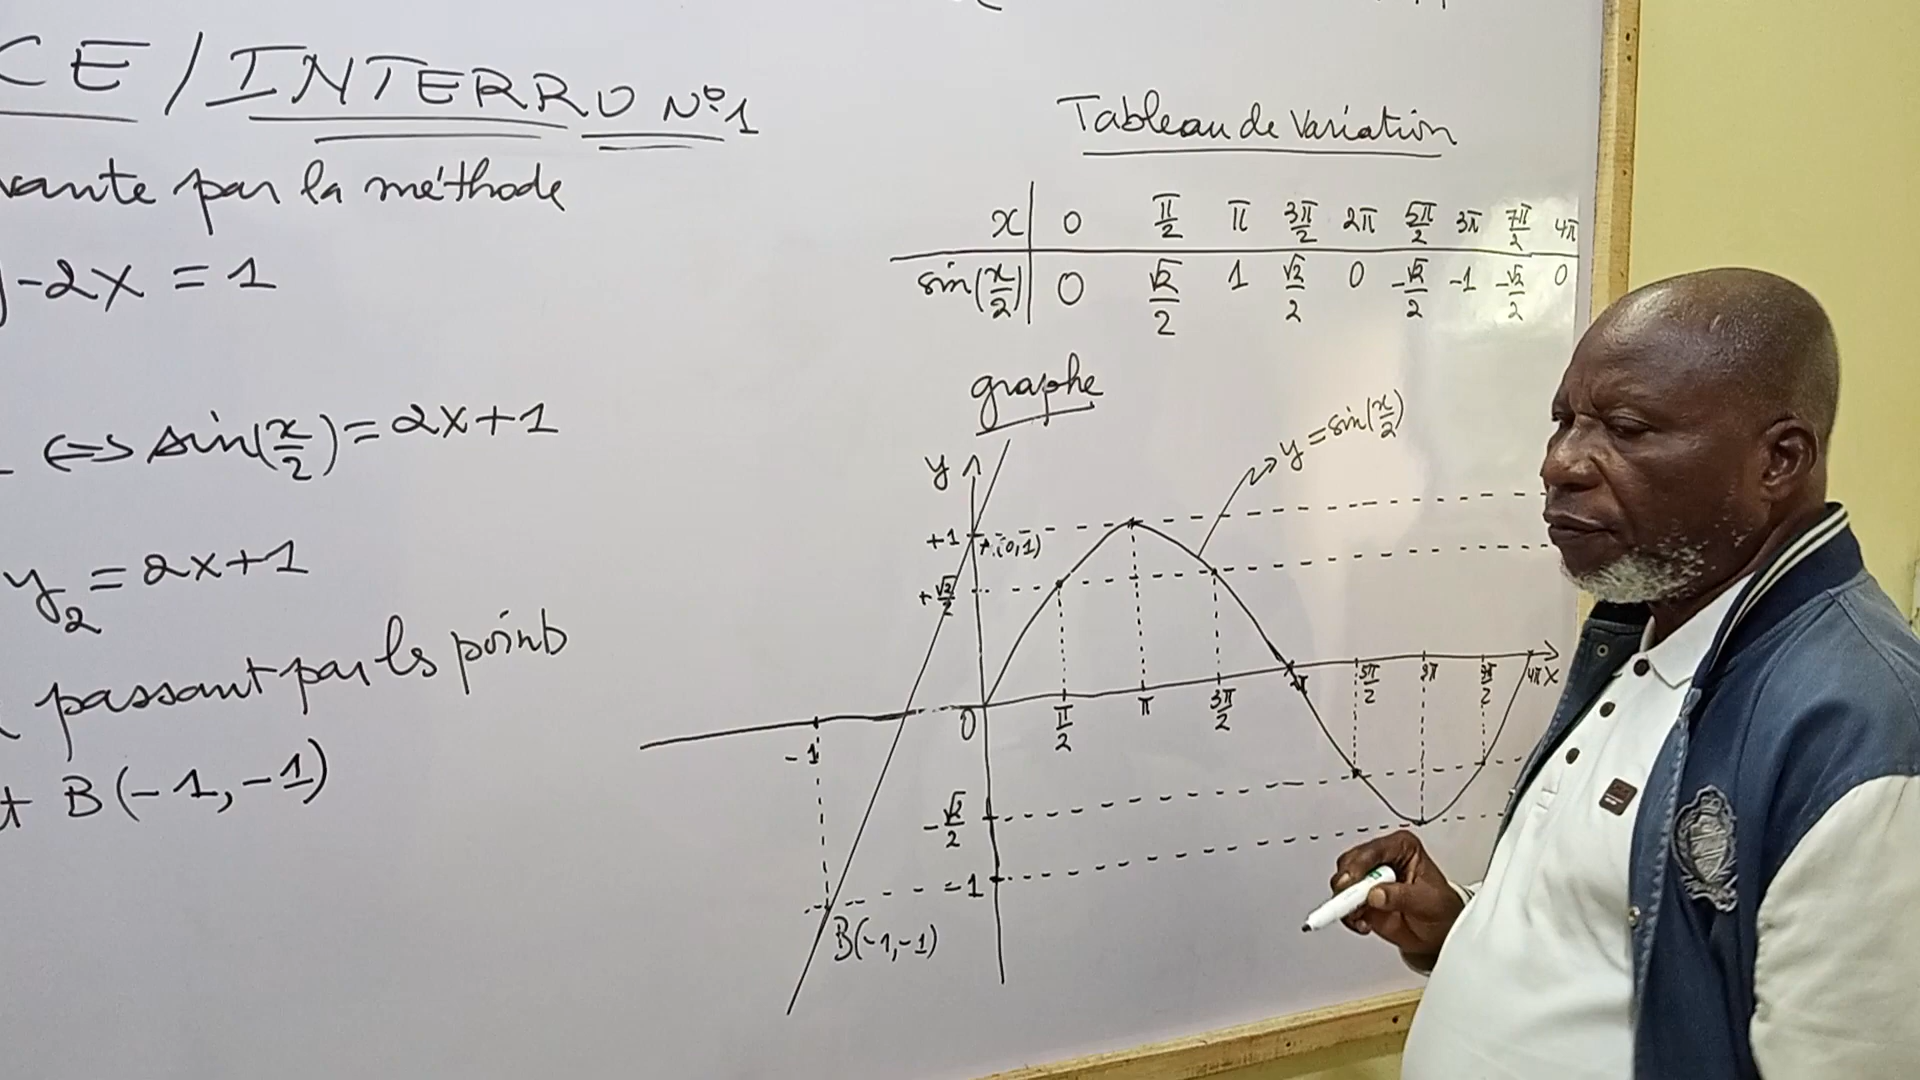 CE / INTERRO N°1
vante par la méthode
-2x = 1
⟺ sin(x/2) = 2x+1
y₂ = 2x+1
passant par ls points
B(-1,-1)
Tableau de Variation
x | 0 π/2 π 3π/2 2π 5π/2 3π 7π/2 4π
sin(x/2) | 0 √2/2 1 √2/2 0 -√2/2 -1 -√2/2 0
graphe
y
y = sin(x/2)
+1 A(0,1)
+√2/2
-1 0 π/2 π 3π/2 2π 5π/2 3π 7π/2 4π x
-√2/2
-1
B(-1,-1)